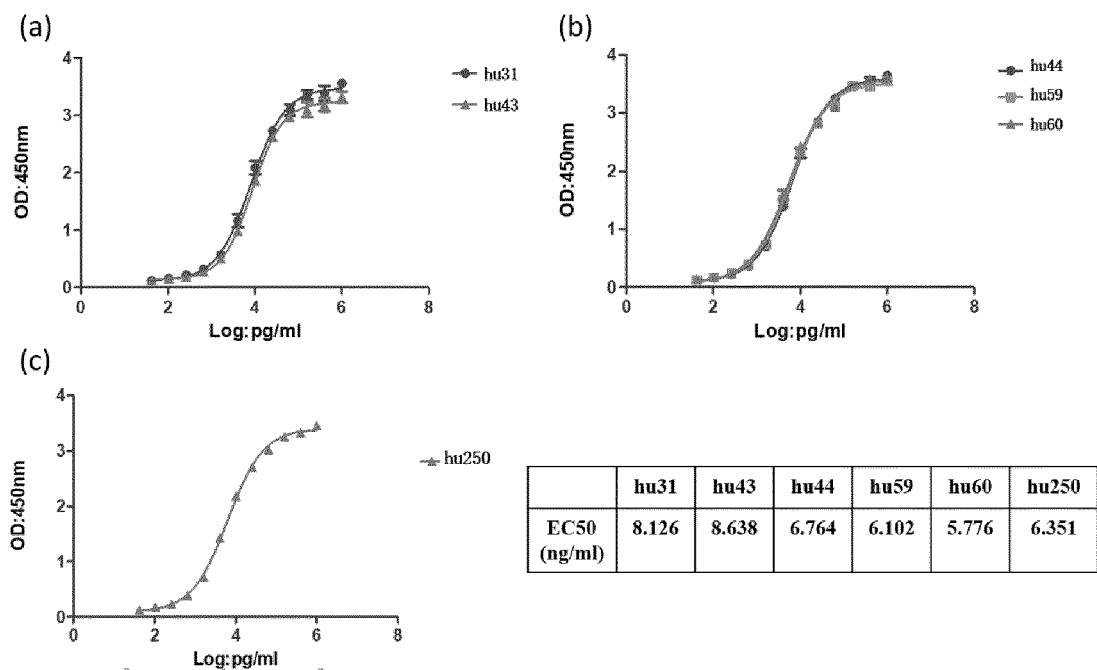 (a)
4
3
2
1
0
OD:450nm
0 2 4 6 8
Log:pg/ml
hu31
hu43
(b)
4
3
2
1
0
OD:450nm
0 2 4 6 8
Log:pg/ml
hu44
hu59
hu60
(c)
4
3
2
1
0
OD:450nm
0 2 4 6 8
Log:pg/ml
hu250
hu31 hu43 hu44 hu59 hu60 hu250
EC50 8.126 8.638 6.764 6.102 5.776 6.351
(ng/ml)